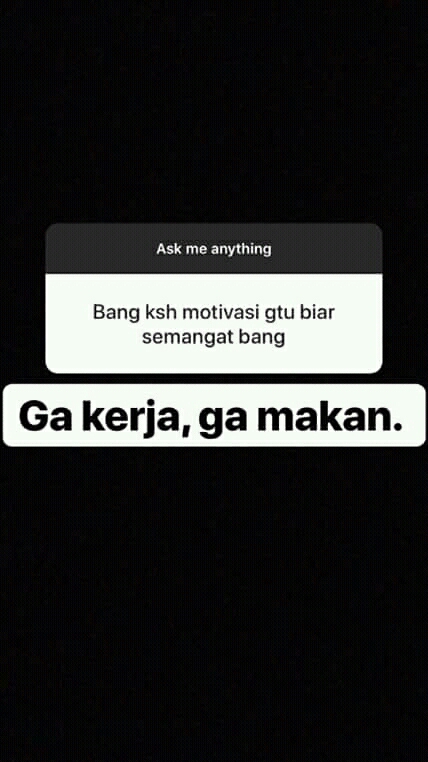 Ask me anything
Bang ksh motivasi gtu biar
semangat bang
Ga kerja, ga makan.